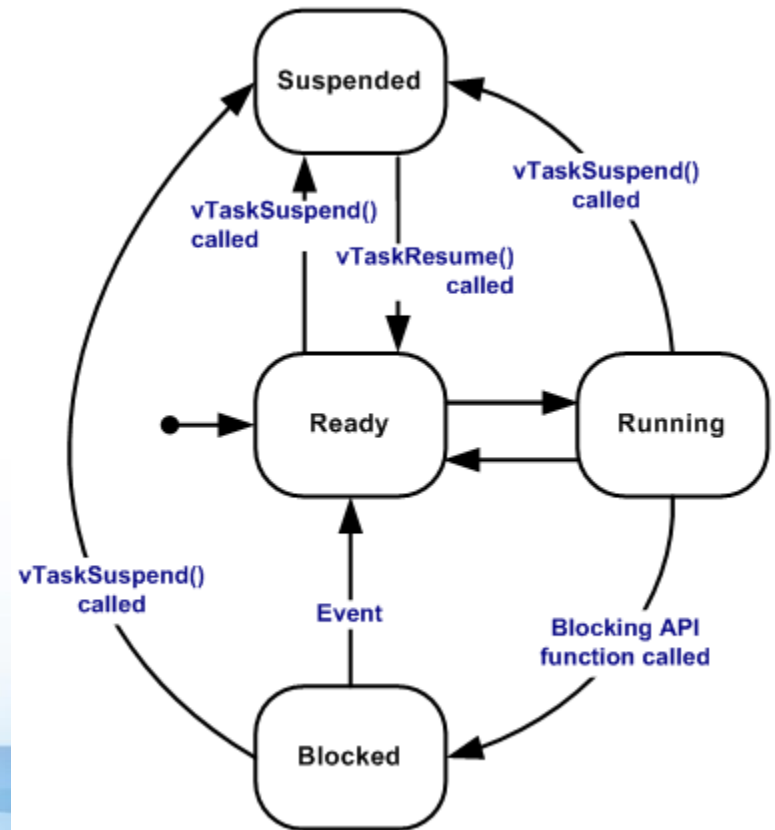 Suspended
vTaskSuspend()
called
vTaskSuspend()
called
vTaskResume()
called
Ready
Running
vTaskSuspend()
called
Event
Blocking API
function called
Blocked